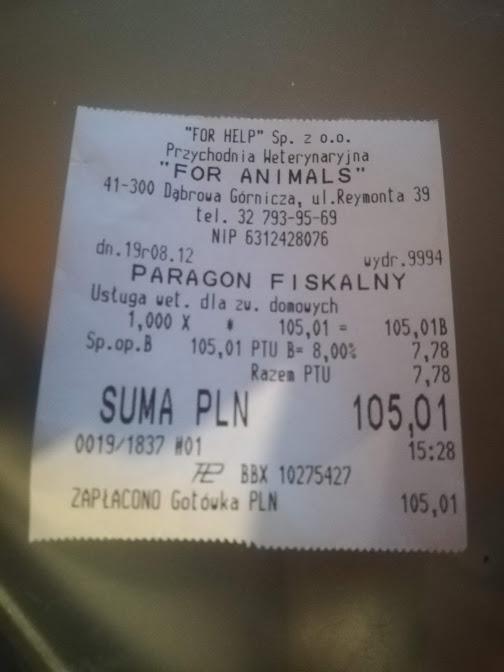 "FOR HELP" Sp. z o.o.
Przychodnia Weterynaryjna
"FOR ANIMALS"
41-300 Dąbrowa Górnicza, ul.Reymonta 39
tel. 32 793-95-69
NIP 6312428076
dn.19r08.12 wydr.9994
PARAGON FISKALNY
Usługa wet. dla zw. domowych
1,000 X * 105,01 = 105,01B
Sp.op.B 105,01 PTU B= 8,00% 7,78
Razem PTU 7,78
SUMA PLN 105,01
0019/1837 #01 15:28
BBX 10275427
ZAPŁACONO Gotówka PLN 105,01